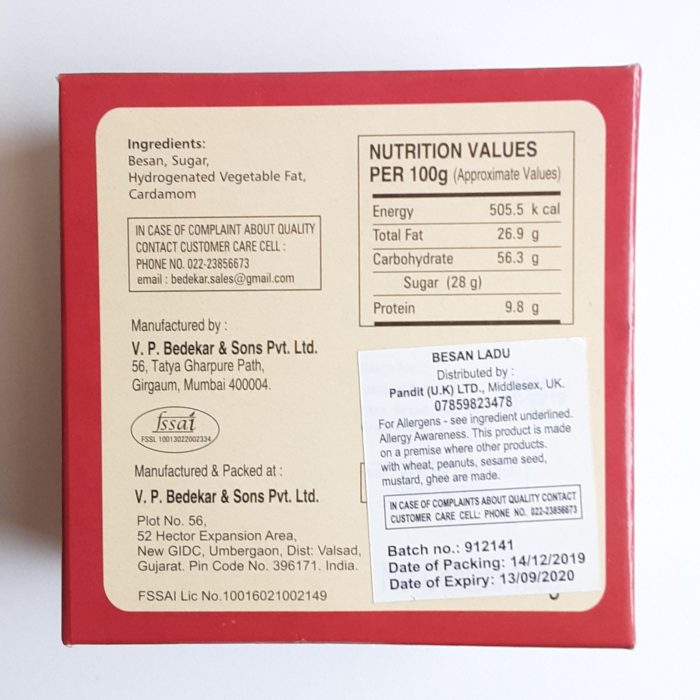 Ingredients:
Besan, Sugar,
Hydrogenated Vegetable Fat,
Cardamom
IN CASE OF COMPLAINT ABOUT QUALITY
CONTACT CUSTOMER CARE CELL :
PHONE NO. 022-23856673
email : bedekar.sales@gmail.com
Manufactured by :
V. P. Bedekar & Sons Pvt. Ltd.
56, Tatya Gharpure Path,
Girgaum, Mumbai 400004.
fssai
FSSL 10013022002334
Manufactured & Packed at :
V. P. Bedekar & Sons Pvt. Ltd.
Plot No. 56,
52 Hector Expansion Area,
New GIDC, Umbergaon, Dist: Valsad,
Gujarat. Pin Code No. 396171. India.
FSSAI Lic No.10016021002149
NUTRITION VALUES
PER 100g (Approximate Values)
Energy 505.5 k cal
Total Fat 26.9 g
Carbohydrate 56.3 g
Sugar (28 g)
Protein 9.8 g
BESAN LADU
Distributed by :
Pandit (U.K) LTD., Middlesex, UK.
07859823478
For Allergens - see ingredient underlined.
Allergy Awareness. This product is made
on a premise where other products.
with wheat, peanuts, sesame seed,
mustard, ghee are made.
IN CASE OF COMPLAINTS ABOUT QUALITY CONTACT
CUSTOMER CARE CELL: PHONE NO. 022-23856673
Batch no.: 912141
Date of Packing: 14/12/2019
Date of Expiry: 13/09/2020